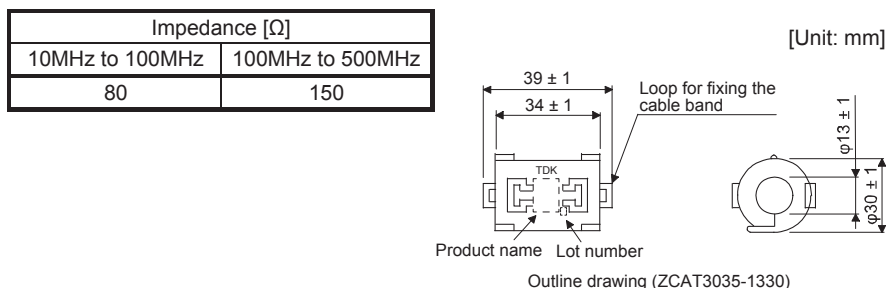 Impedance [Ω]
10MHz to 100MHz 100MHz to 500MHz
80 150
[Unit: mm]
39 ± 1
34 ± 1
Loop for fixing the
cable band
TDK
φ13 ± 1
φ30 ± 1
Product name Lot number
Outline drawing (ZCAT3035-1330)